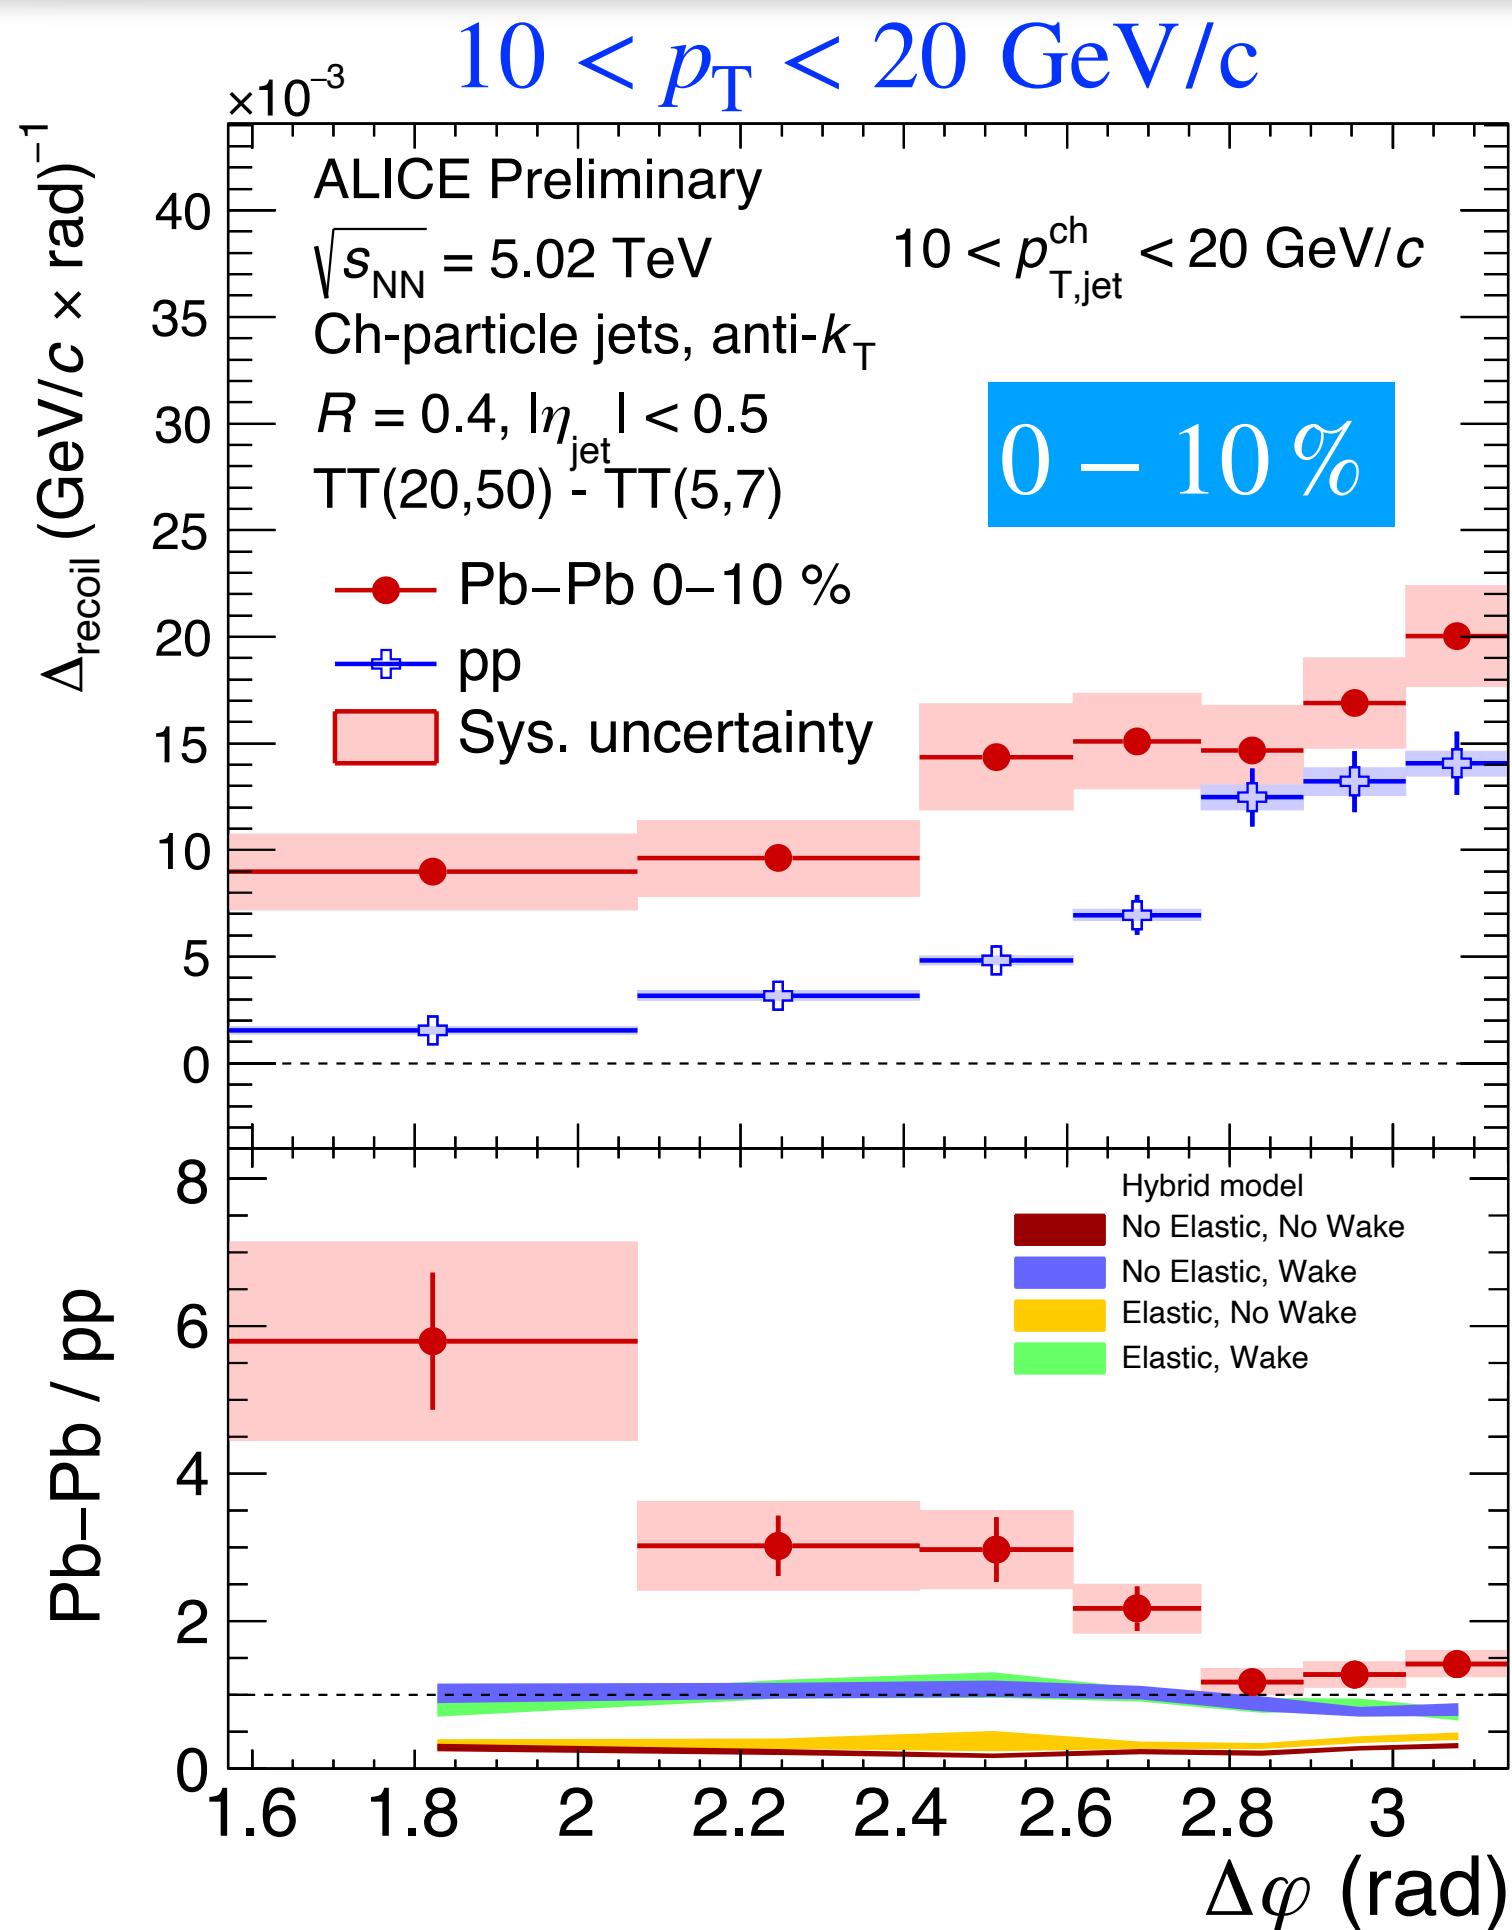 10 < pT < 20 GeV/c
×10⁻³
ALICE Preliminary
√sNN = 5.02 TeV
10 < p^ch_T,jet < 20 GeV/c
Ch-particle jets, anti-kT
R = 0.4, |ηjet| < 0.5
TT(20,50) - TT(5,7)
0 – 10 %
Pb–Pb 0–10 %
pp
Sys. uncertainty
Δrecoil (GeV/c × rad)⁻¹
40
35
30
25
20
15
10
5
0
Hybrid model
No Elastic, No Wake
No Elastic, Wake
Elastic, No Wake
Elastic, Wake
Pb–Pb / pp
8
6
4
2
0
1.6 1.8 2 2.2 2.4 2.6 2.8 3
Δφ (rad)